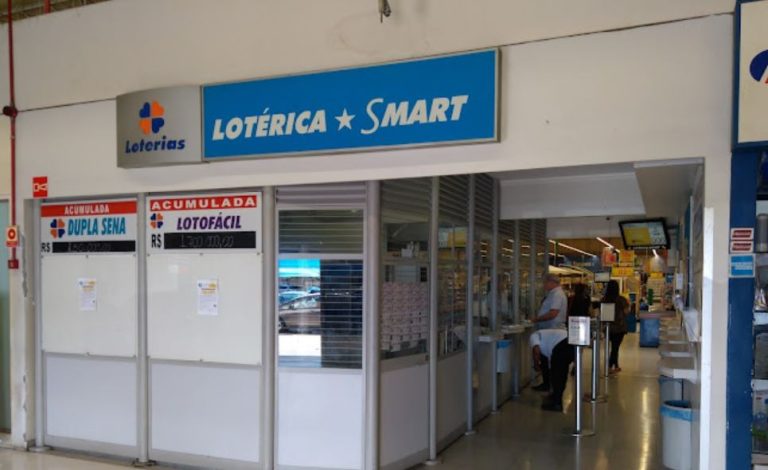 Loterias
LOTÉRICA ★ SMART
ACUMULADA
DUPLA SENA
R$
ACUMULADA
LOTOFÁCIL
R$